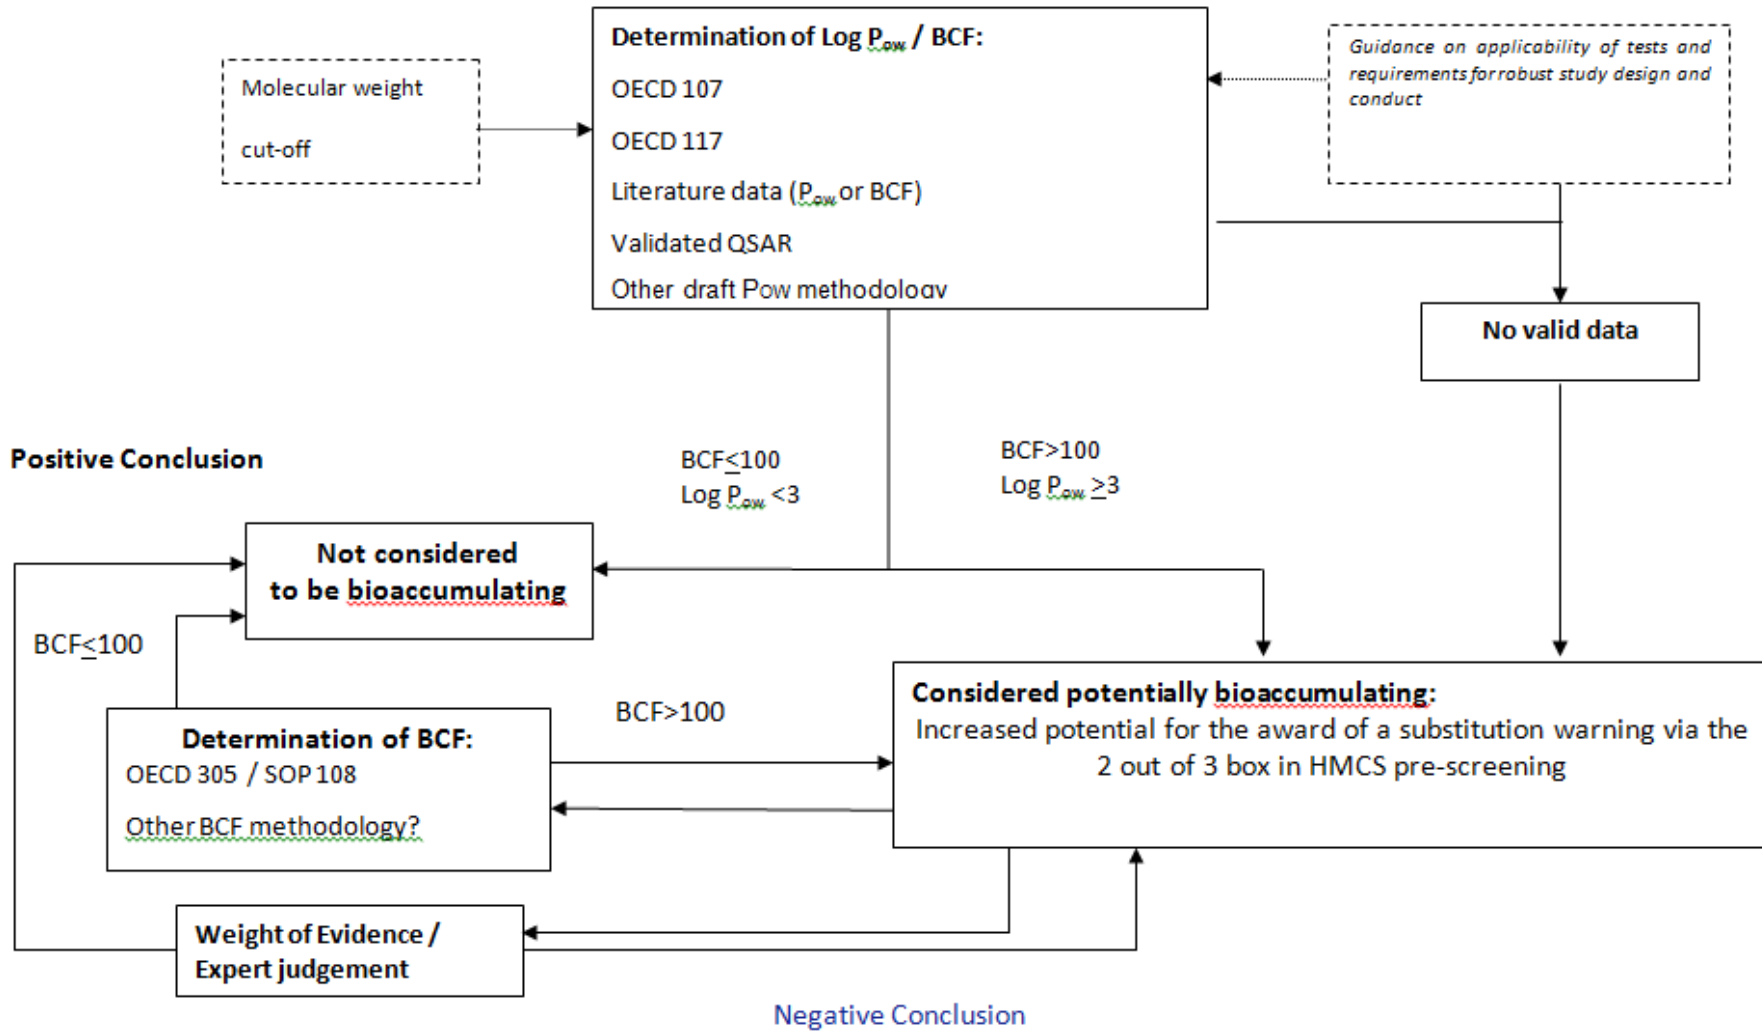 Determination of Log Pow / BCF:
OECD 107
OECD 117
Literature data (Pow or BCF)
Validated QSAR
Other draft Pow methodology
Molecular weight
cut-off
Guidance on applicability of tests and
requirements for robust study design and
conduct
No valid data
Positive Conclusion
BCF≤100
Log Pow <3
BCF>100
Log Pow ≥3
Not considered
to be bioaccumulating
BCF≤100
Determination of BCF:
OECD 305 / SOP 108
Other BCF methodology?
BCF>100
Considered potentially bioaccumulating:
Increased potential for the award of a substitution warning via the
2 out of 3 box in HMCS pre-screening
Weight of Evidence /
Expert judgement
Negative Conclusion